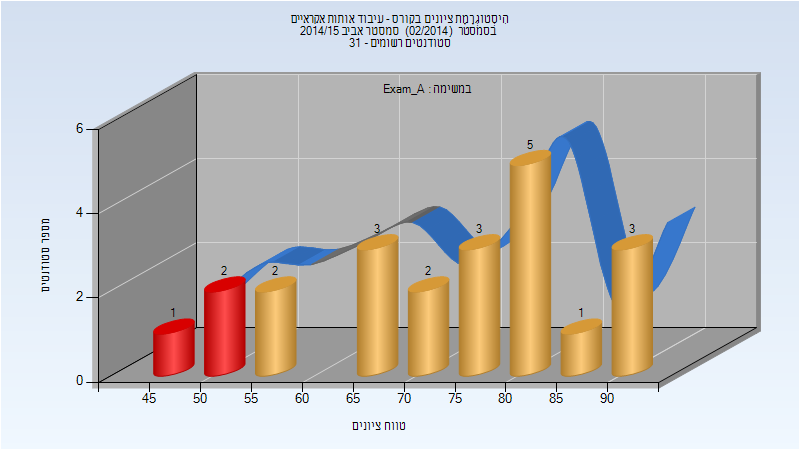 היסטוגרמת ציונים בקורס - עיבוד אותות אקראיים
בסמסטר (02/2014) סמסטר אביב 2014/15
סטודנטים רשומים - 31
במשימה : Exam_A
מספר סטודנטים
6
4
2
0
1
2
2
3
2
3
5
1
3
45 50 55 60 65 70 75 80 85 90
טווח ציונים